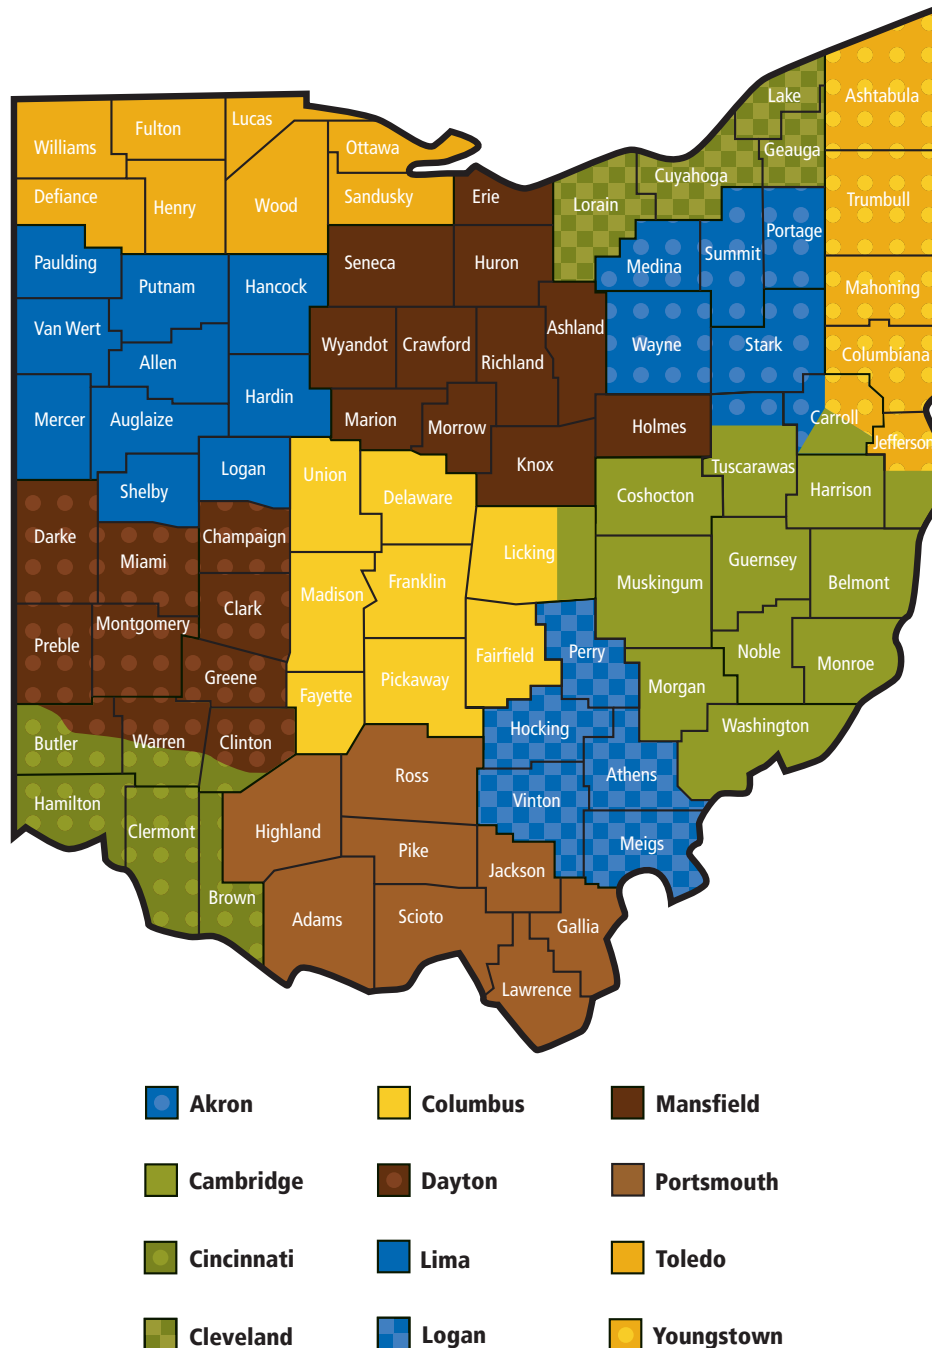 Lake
Ashtabula
Lucas
Fulton
Williams
Ottawa
Geauga
Cuyahoga
Defiance
Henry
Wood
Sandusky
Erie
Lorain
Trumbull
Portage
Summit
Paulding
Putnam
Hancock
Seneca
Huron
Medina
Mahoning
Van Wert
Allen
Wyandot
Crawford
Richland
Ashland
Wayne
Stark
Columbiana
Mercer
Auglaize
Hardin
Marion
Morrow
Holmes
Carroll
Jefferson
Shelby
Logan
Union
Delaware
Knox
Coshocton
Tuscarawas
Harrison
Darke
Miami
Champaign
Licking
Guernsey
Belmont
Madison
Franklin
Muskingum
Clark
Preble
Montgomery
Greene
Fayette
Pickaway
Fairfield
Perry
Morgan
Noble
Monroe
Butler
Warren
Clinton
Hocking
Washington
Ross
Athens
Hamilton
Clermont
Highland
Vinton
Pike
Jackson
Meigs
Brown
Adams
Scioto
Gallia
Lawrence
Akron
Columbus
Mansfield
Cambridge
Dayton
Portsmouth
Cincinnati
Lima
Toledo
Cleveland
Logan
Youngstown